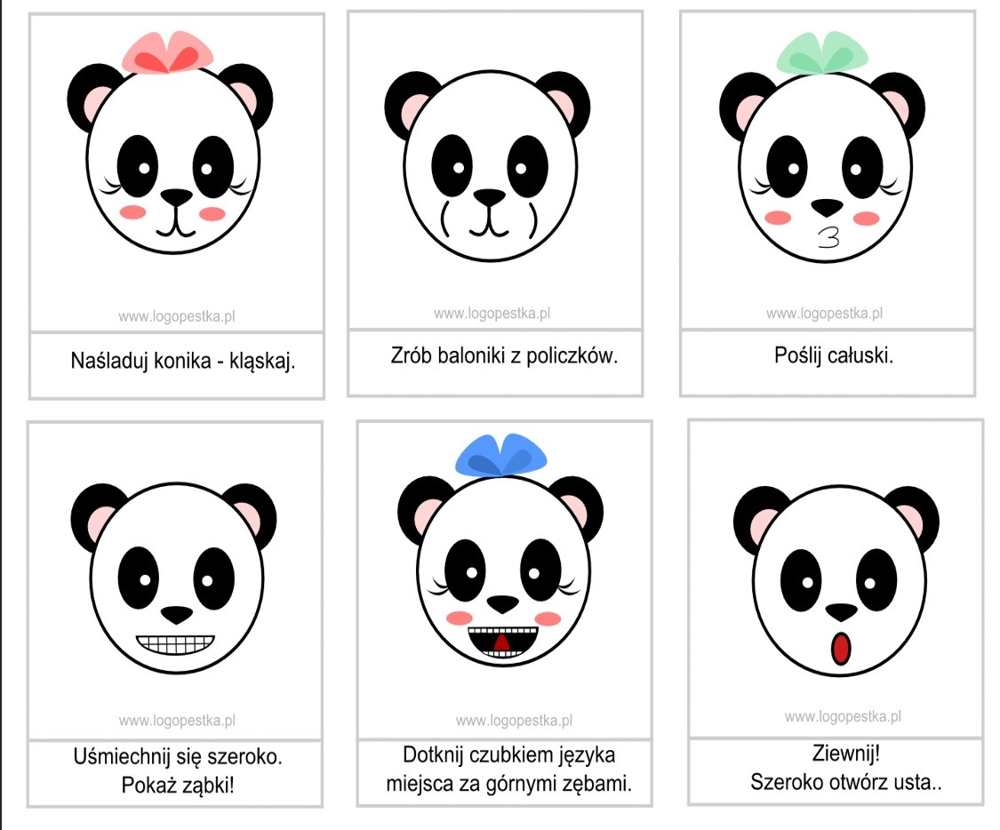 www.logopestka.pl
Naśladuj konika - kląskaj.
www.logopestka.pl
Zrób baloniki z policzków.
www.logopestka.pl
Poślij całuski.
www.logopestka.pl
Uśmiechnij się szeroko.
Pokaż ząbki!
www.logopestka.pl
Dotknij czubkiem języka
miejsca za górnymi zębami.
www.logopestka.pl
Ziewnij!
Szeroko otwórz usta..